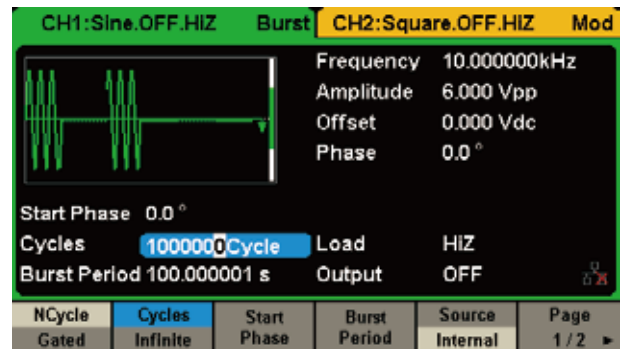 CH1:Sine.OFF.HiZ Burst CH2:Square.OFF.HiZ Mod
Frequency 10.000000kHz
Amplitude 6.000 Vpp
Offset 0.000 Vdc
Phase 0.0 °
Start Phase 0.0 °
Cycles 1000000Cycle Load HiZ
Burst Period 100.000001 s Output OFF
NCycle Cycles Start Burst Source Page
Gated Infinite Phase Period Internal 1/2 ►